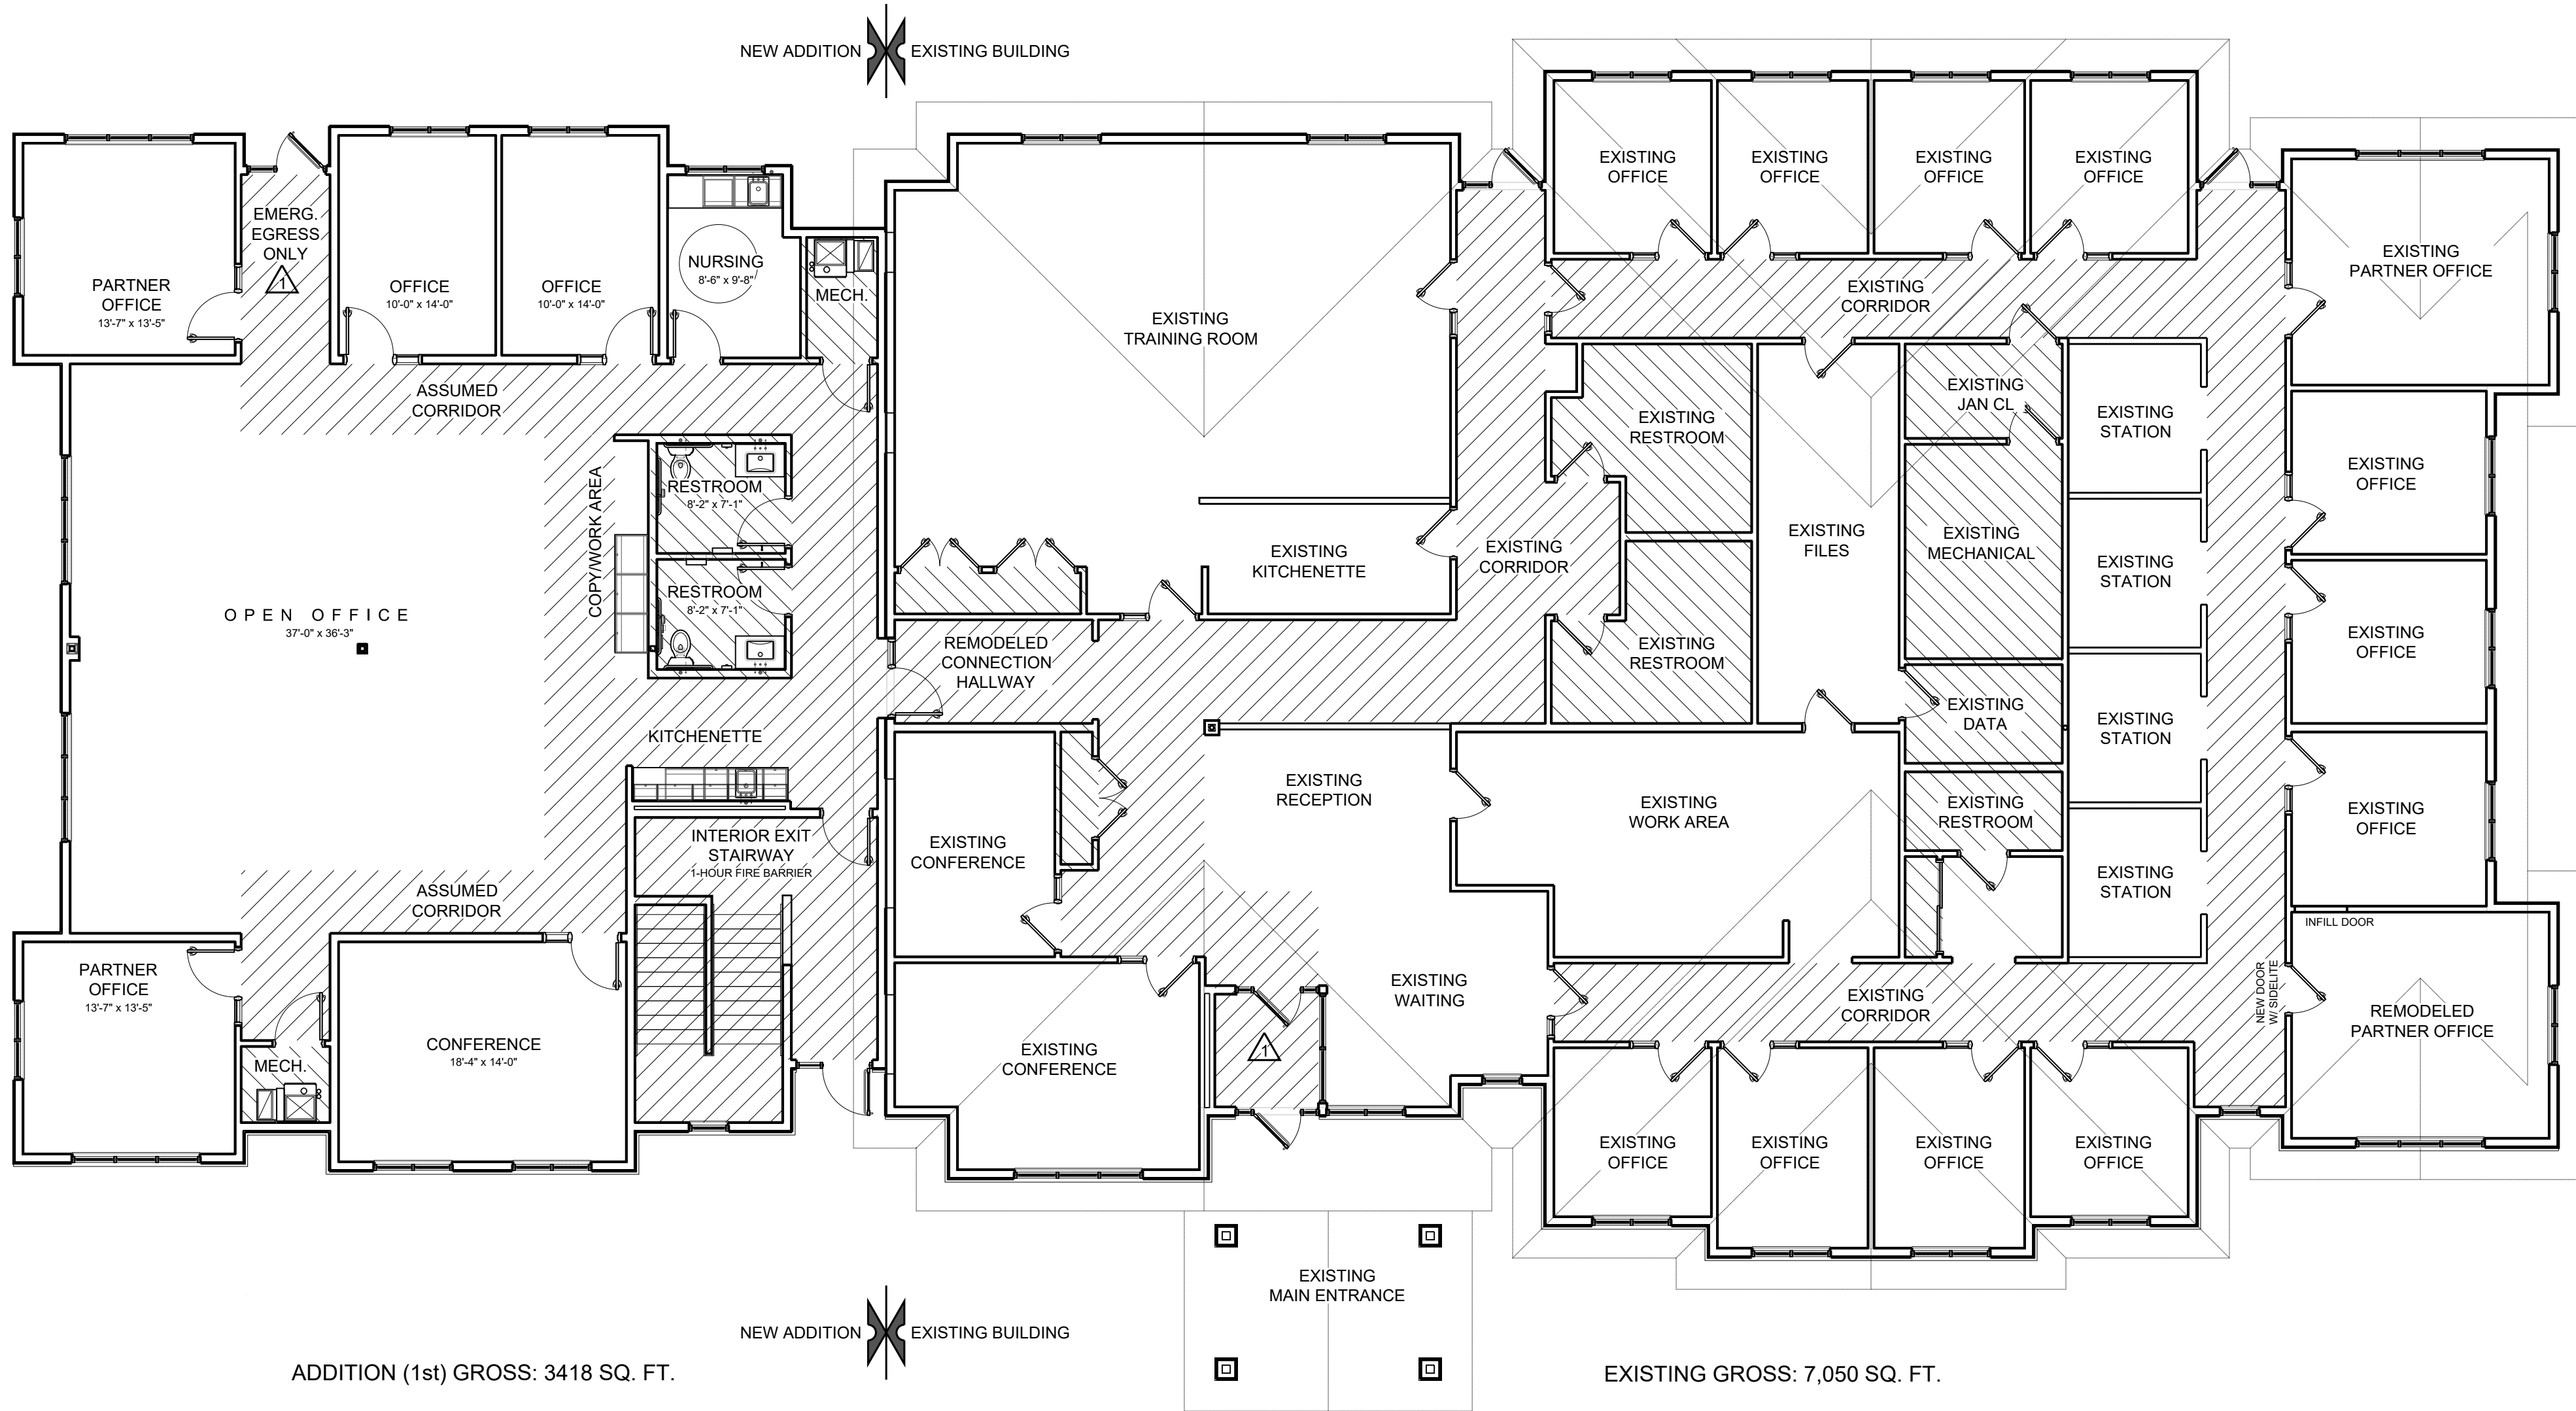 NEW ADDITION
EXISTING BUILDING
EXISTING
OFFICE
EXISTING
OFFICE
EXISTING
OFFICE
EXISTING
OFFICE
EMERG.
EGRESS
ONLY
1
PARTNER
OFFICE
13'-7" x 13'-5"
OFFICE
10'-0" x 14'-0"
OFFICE
10'-0" x 14'-0"
NURSING
8'-6" x 9'-8"
MECH.
EXISTING
TRAINING ROOM
EXISTING
CORRIDOR
EXISTING
PARTNER OFFICE
ASSUMED
CORRIDOR
EXISTING
RESTROOM
EXISTING
JAN CL
EXISTING
STATION
EXISTING
OFFICE
COPY/WORK AREA
RESTROOM
8'-2" x 7'-1"
RESTROOM
8'-2" x 7'-1"
OPEN OFFICE
37'-0" x 36'-3"
EXISTING
KITCHENETTE
EXISTING
CORRIDOR
EXISTING
FILES
EXISTING
MECHANICAL
EXISTING
STATION
EXISTING
OFFICE
REMODELED
CONNECTION
HALLWAY
EXISTING
RESTROOM
EXISTING
DATA
EXISTING
STATION
KITCHENETTE
EXISTING
RECEPTION
EXISTING
WORK AREA
EXISTING
RESTROOM
EXISTING
OFFICE
INTERIOR EXIT
STAIRWAY
1-HOUR FIRE BARRIER
EXISTING
CONFERENCE
EXISTING
STATION
ASSUMED
CORRIDOR
INFILL DOOR
PARTNER
OFFICE
13'-7" x 13'-5"
EXISTING
WAITING
EXISTING
CORRIDOR
NEW DOOR
W/ SIDELITE
REMODELED
PARTNER OFFICE
MECH.
CONFERENCE
18'-4" x 14'-0"
EXISTING
CONFERENCE
1
EXISTING
OFFICE
EXISTING
OFFICE
EXISTING
OFFICE
EXISTING
OFFICE
EXISTING
MAIN ENTRANCE
NEW ADDITION
EXISTING BUILDING
ADDITION (1st) GROSS: 3418 SQ. FT.
EXISTING GROSS: 7,050 SQ. FT.